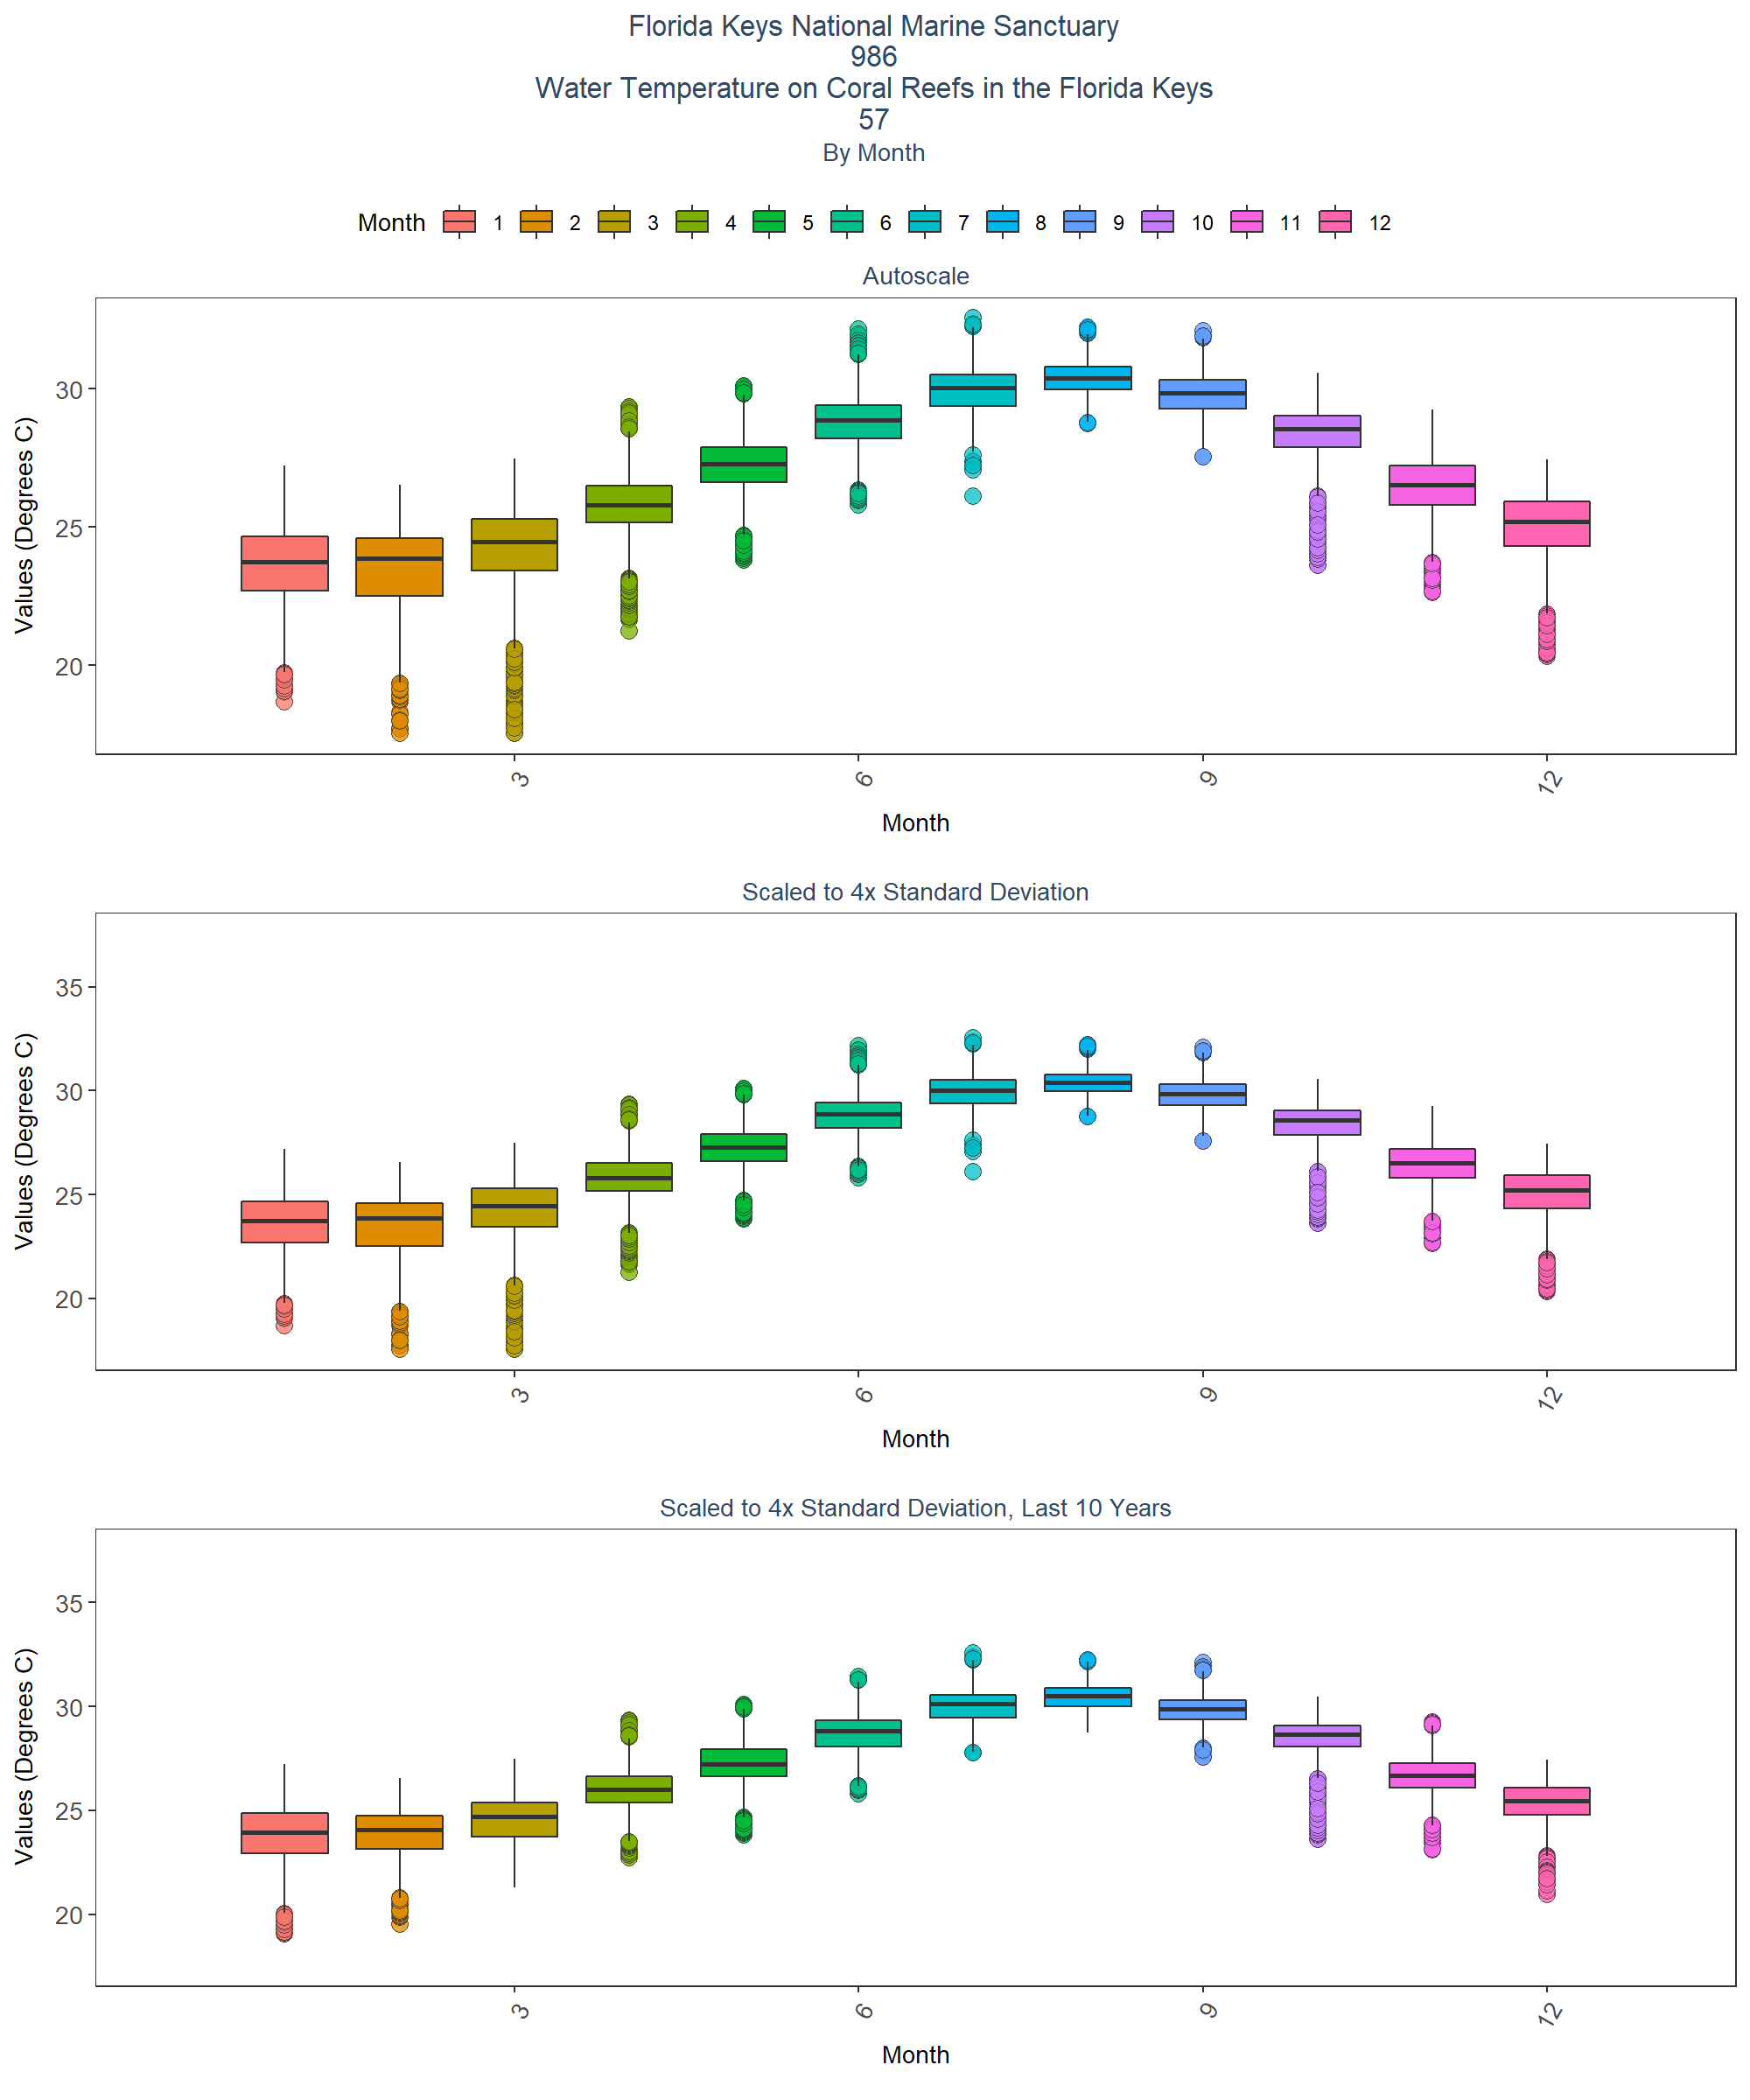 Florida Keys National Marine Sanctuary
986
Water Temperature on Coral Reefs in the Florida Keys
57
By Month
Month 1 2 3 4 5 6 7 8 9 10 11 12
Autoscale
Values (Degrees C)
30
25
20
3 6 9 12
Month
Scaled to 4x Standard Deviation
Values (Degrees C)
35
30
25
20
3 6 9 12
Month
Scaled to 4x Standard Deviation, Last 10 Years
Values (Degrees C)
35
30
25
20
3 6 9 12
Month